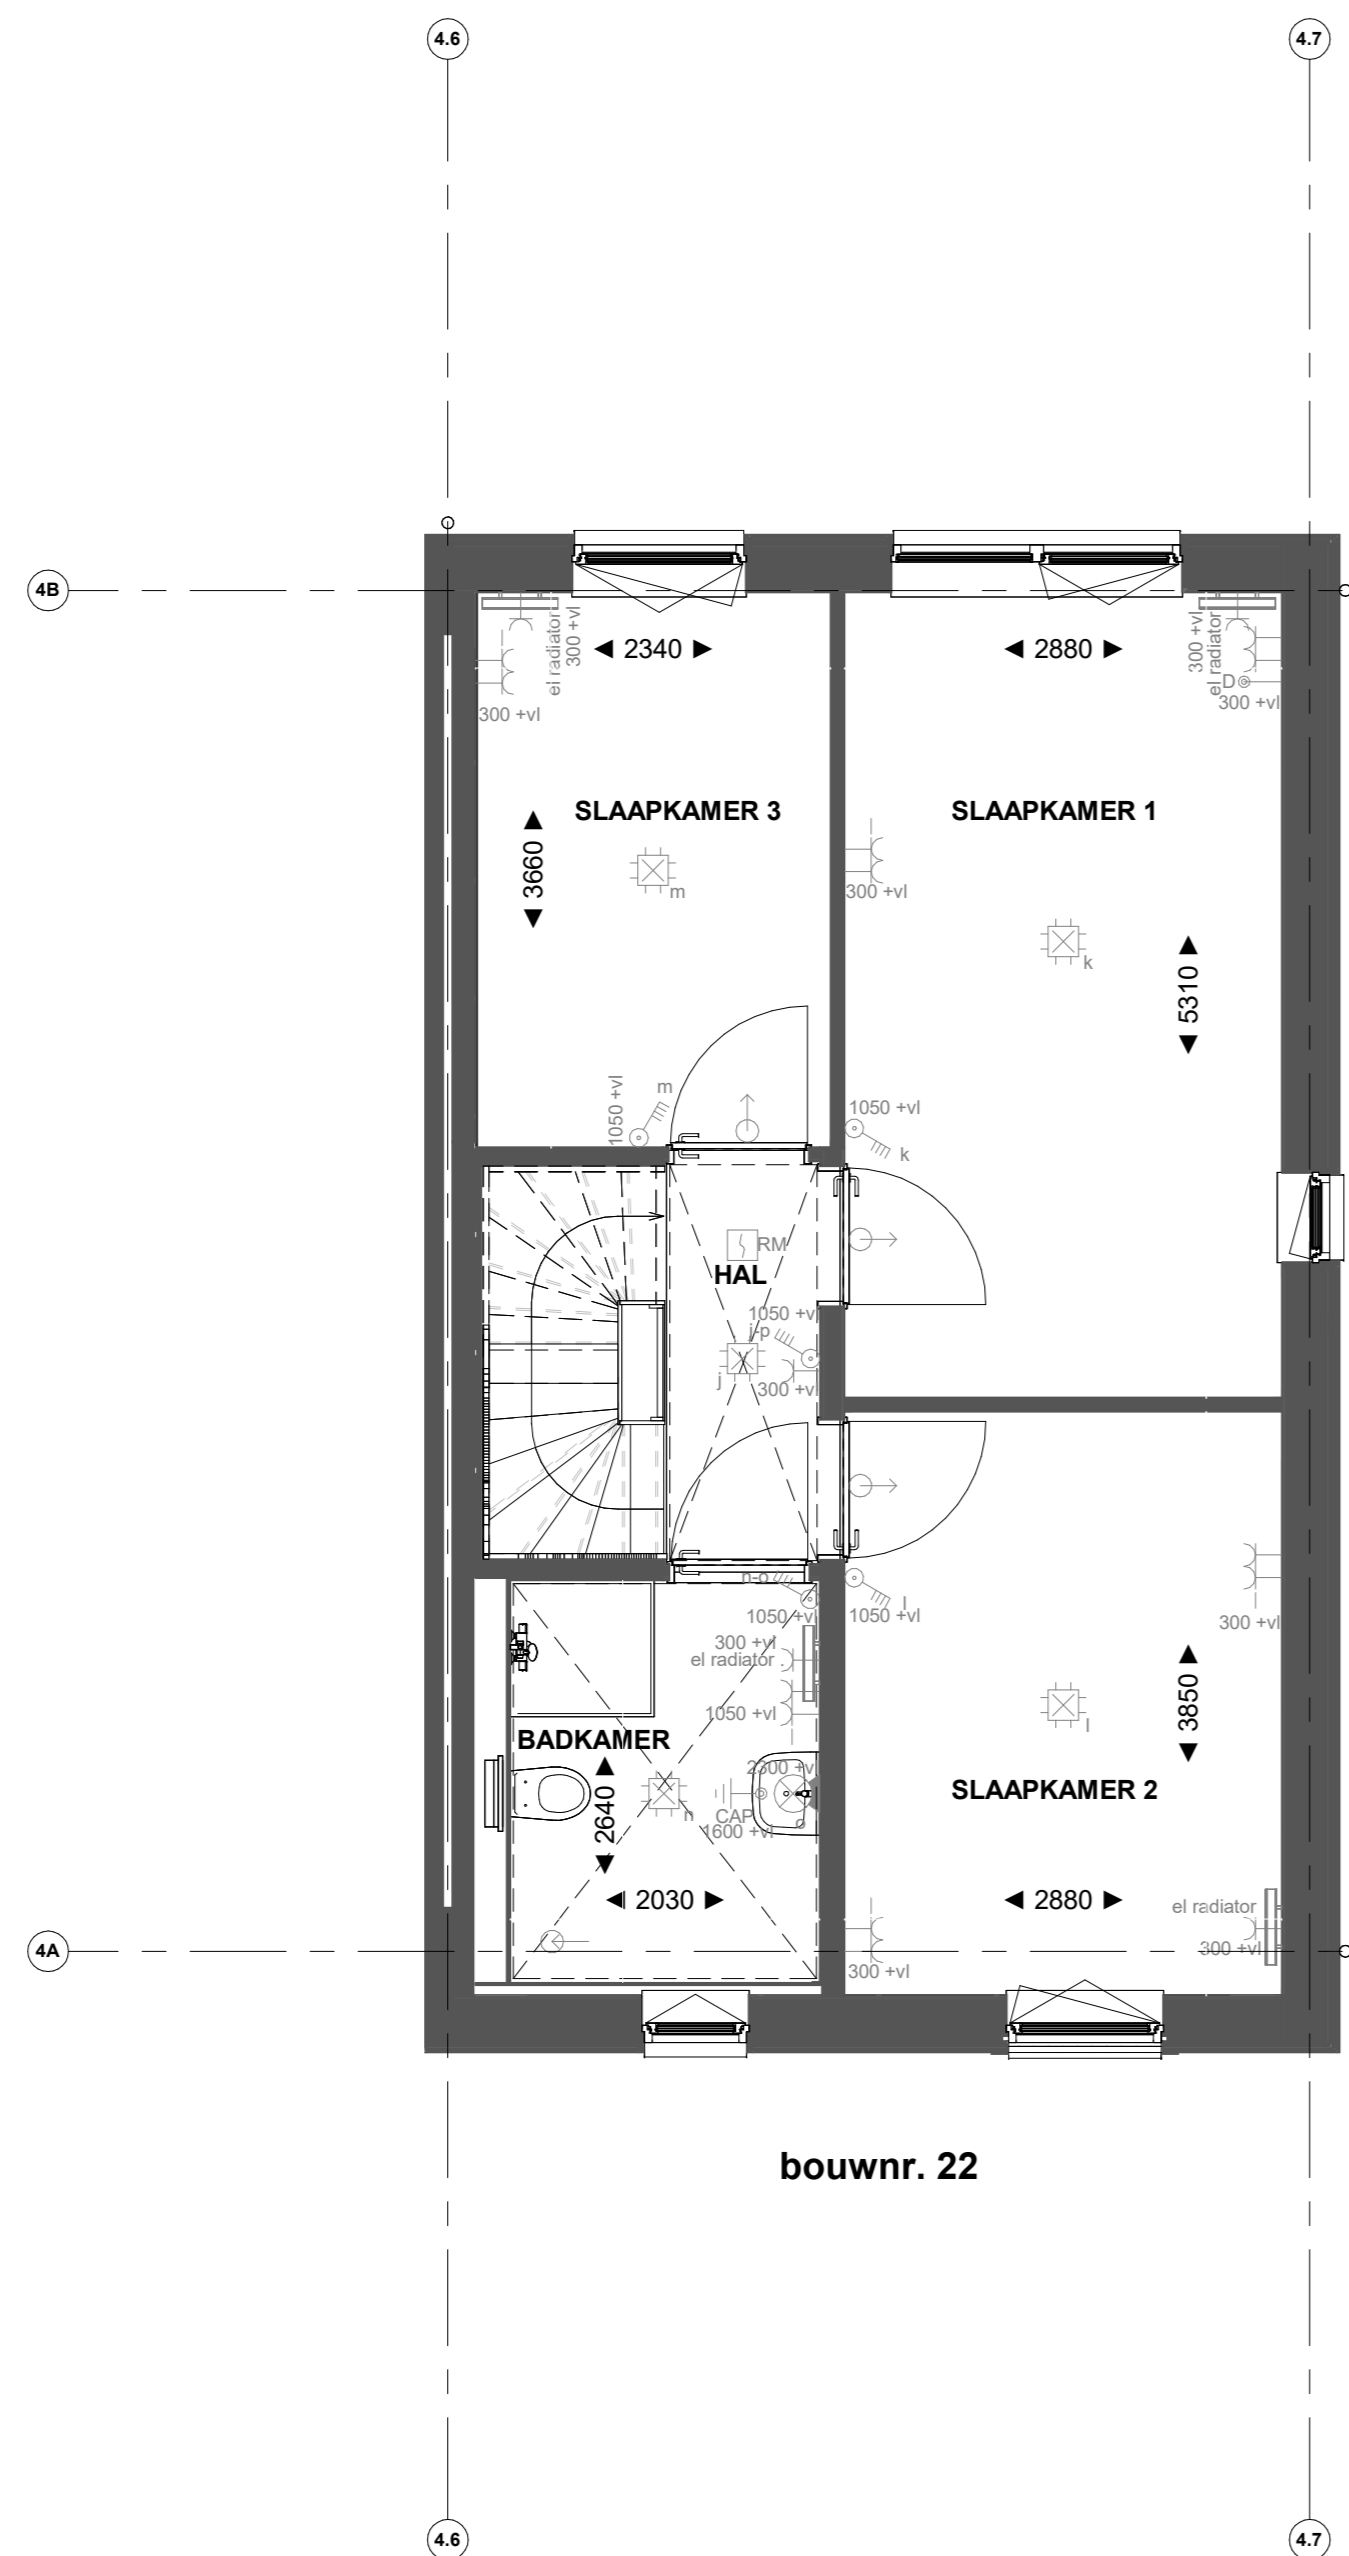 4.6
4.7
4B
el radiator
300 +vl
◄ 2340 ►
◄ 2880 ►
300 +vl
el radiator
D
300 +vl
300 +vl
SLAAPKAMER 3
SLAAPKAMER 1
◄ 3660 ►
m
300 +vl
k
◄ 5310 ►
1050 +vl
m
1050 +vl
k
RM
HAL
1050 +vl
j-p
j
300 +vl
n-o
1050 +vl
l
1050 +vl
300 +vl
300 +vl
el radiator
1050 +vl
◄ 3850 ►
l
BADKAMER
2300 +vl
SLAAPKAMER 2
◄ 2640 ►
n
CAP
o
1600 +vl
◄ 2030 ►
◄ 2880 ►
el radiator
300 +vl
300 +vl
4A
bouwnr. 22
4.6
4.7